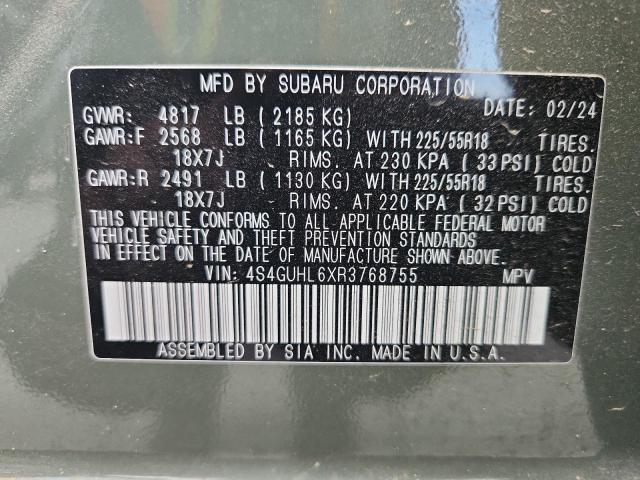 MFD BY SUBARU CORPORATION
GVWR: 4817 LB ( 2185 KG) DATE: 02/24
GAWR:F 2568 LB ( 1165 KG) WITH 225/55R18 TIRES.
18X7J RIMS. AT 230 KPA ( 33 PSI) COLD
GAWR:R 2491 LB ( 1130 KG) WITH 225/55R18 TIRES.
18X7J RIMS. AT 220 KPA ( 32 PSI) COLD
THIS VEHICLE CONFORMS TO ALL APPLICABLE FEDERAL MOTOR
VEHICLE SAFETY AND THEFT PREVENTION STANDARDS
IN EFFECT ON THE DATE OF MANUFACTURE SHOWN ABOVE.
VIN: 4S4GUHL6XR3768755 MPV
ASSEMBLED BY SIA INC. MADE IN U.S.A.